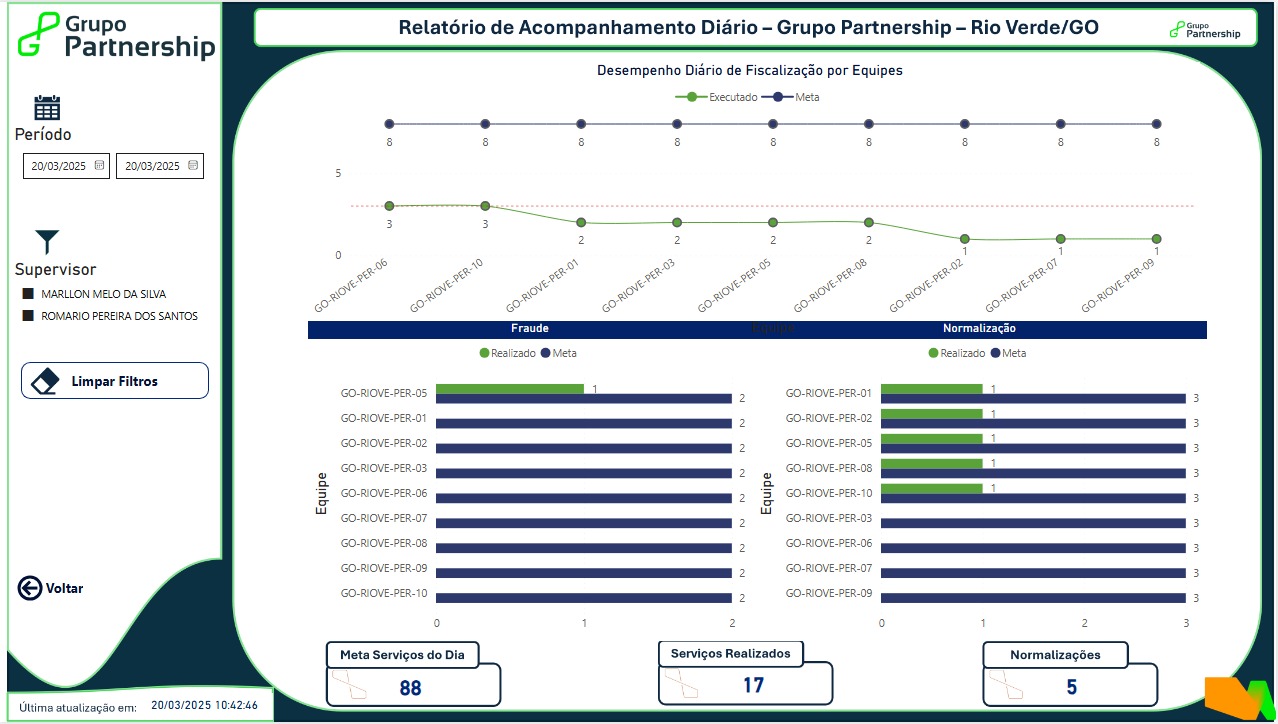 Grupo
Partnership
Relatório de Acompanhamento Diário – Grupo Partnership – Rio Verde/GO
Grupo
Partnership
Período
20/03/2025 20/03/2025
Supervisor
MARLLON MELO DA SILVA
ROMARIO PEREIRA DOS SANTOS
Limpar Filtros
Voltar
Última atualização em: 20/03/2025 10:42:46
Desempenho Diário de Fiscalização por Equipes
Executado Meta
8 8 8 8 8 8 8 8 8
5
3 3 2 2 2 2 1 1 1
0
GO-RIOVE-PER-06 GO-RIOVE-PER-10 GO-RIOVE-PER-01 GO-RIOVE-PER-03 GO-RIOVE-PER-05 GO-RIOVE-PER-08 GO-RIOVE-PER-02 GO-RIOVE-PER-07 GO-RIOVE-PER-09
Fraude Equipe Normalização
Realizado Meta
Equipe
GO-RIOVE-PER-05 1
2
GO-RIOVE-PER-01 2
GO-RIOVE-PER-02 2
GO-RIOVE-PER-03 2
GO-RIOVE-PER-06 2
GO-RIOVE-PER-07 2
GO-RIOVE-PER-08 2
GO-RIOVE-PER-09 2
GO-RIOVE-PER-10 2
0 1 2
Realizado Meta
Equipe
GO-RIOVE-PER-01 1
3
GO-RIOVE-PER-02 1
3
GO-RIOVE-PER-05 1
3
GO-RIOVE-PER-08 1
3
GO-RIOVE-PER-10 1
3
GO-RIOVE-PER-03 3
GO-RIOVE-PER-06 3
GO-RIOVE-PER-07 3
GO-RIOVE-PER-09 3
0 1 2 3
Meta Serviços do Dia
88
Serviços Realizados
17
Normalizações
5